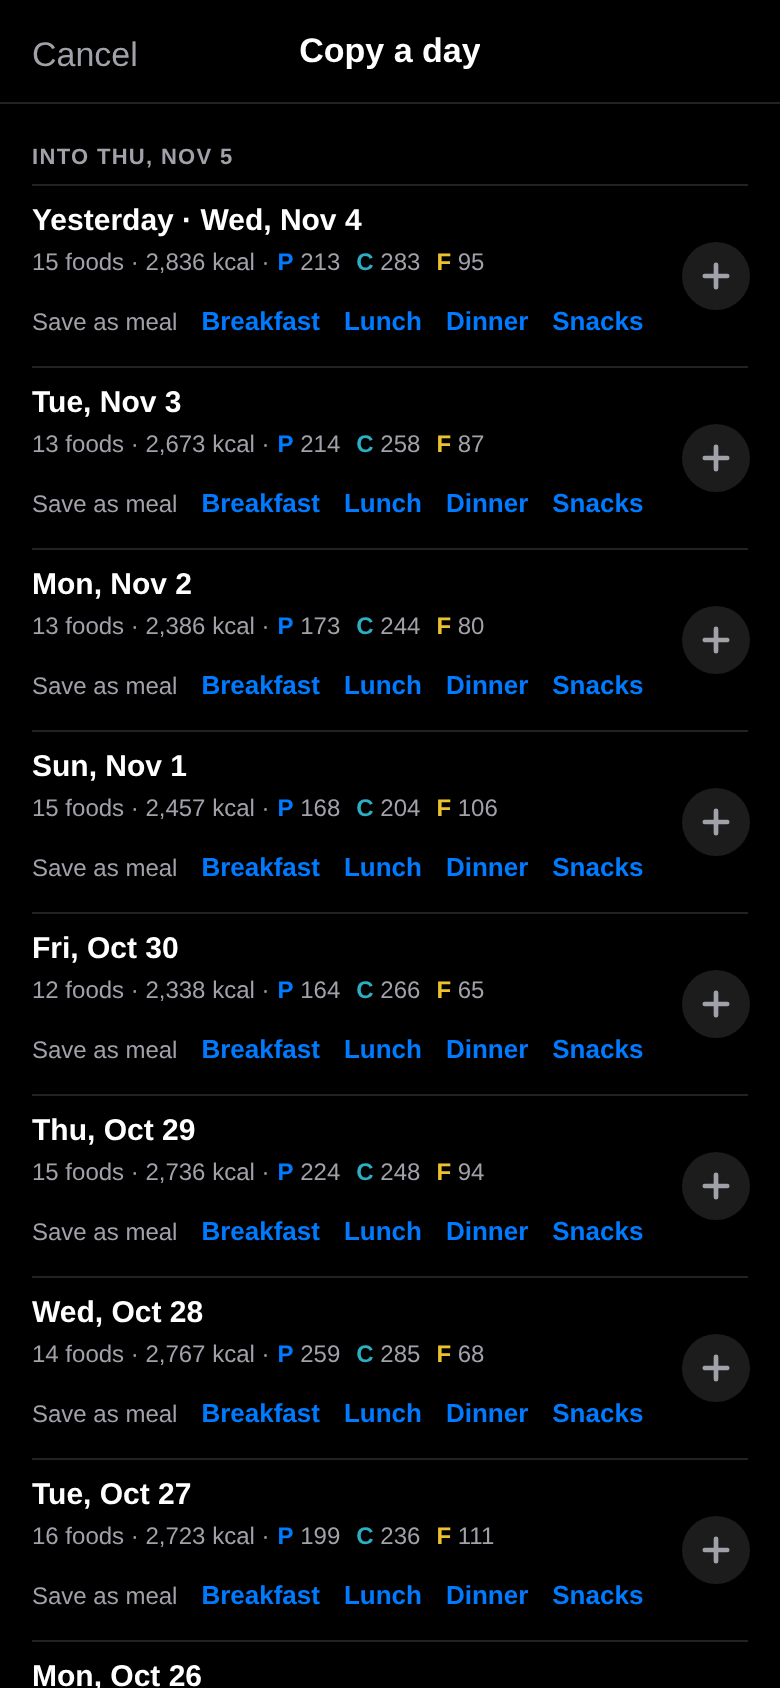 Cancel
Copy a day
INTO THU, NOV 5
Yesterday · Wed, Nov 4
15 foods · 2,836 kcal · P 213 C 283 F 95
Save as meal Breakfast Lunch Dinner Snacks
Tue, Nov 3
13 foods · 2,673 kcal · P 214 C 258 F 87
Save as meal Breakfast Lunch Dinner Snacks
Mon, Nov 2
13 foods · 2,386 kcal · P 173 C 244 F 80
Save as meal Breakfast Lunch Dinner Snacks
Sun, Nov 1
15 foods · 2,457 kcal · P 168 C 204 F 106
Save as meal Breakfast Lunch Dinner Snacks
Fri, Oct 30
12 foods · 2,338 kcal · P 164 C 266 F 65
Save as meal Breakfast Lunch Dinner Snacks
Thu, Oct 29
15 foods · 2,736 kcal · P 224 C 248 F 94
Save as meal Breakfast Lunch Dinner Snacks
Wed, Oct 28
14 foods · 2,767 kcal · P 259 C 285 F 68
Save as meal Breakfast Lunch Dinner Snacks
Tue, Oct 27
16 foods · 2,723 kcal · P 199 C 236 F 111
Save as meal Breakfast Lunch Dinner Snacks
Mon, Oct 26